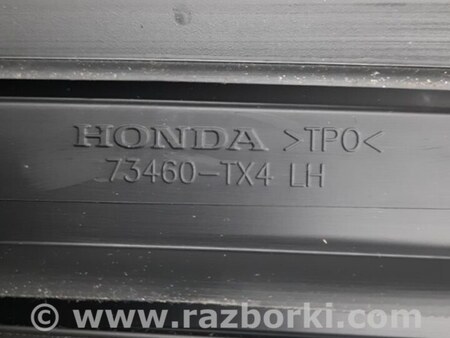 HONDA >TPO<
73460-TX4 LH
© www.razborki.com